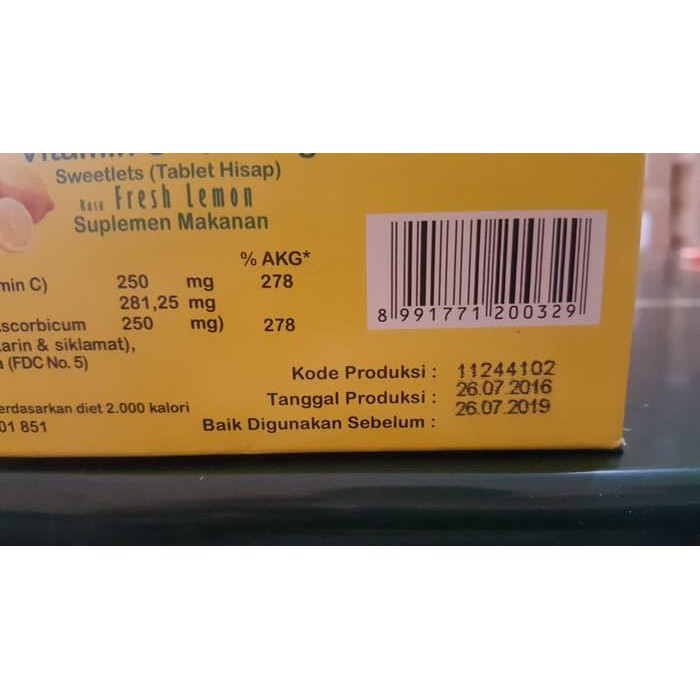 Sweetlets (Tablet Hisap)
Rasa Fresh Lemon
Suplemen Makanan
% AKG*
min C) 250 mg 278
281,25 mg
scorbicum 250 mg) 278
arin & siklamat),
(FDC No. 5)
erdasarkan diet 2.000 kalori
01 851
8 991771 200329
Kode Produksi : 11244102
Tanggal Produksi : 26.07.2016
Baik Digunakan Sebelum : 26.07.2019